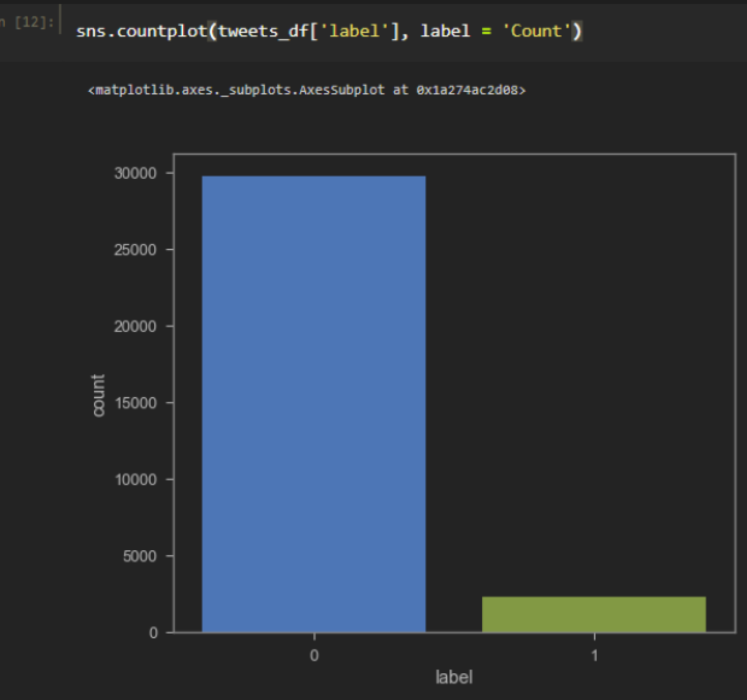 n [12]: sns.countplot(tweets_df['label'], label = 'Count')
<matplotlib.axes._subplots.AxesSubplot at 0x1a274ac2d08>
30000
25000
20000
15000
10000
5000
0
count
0 1
label